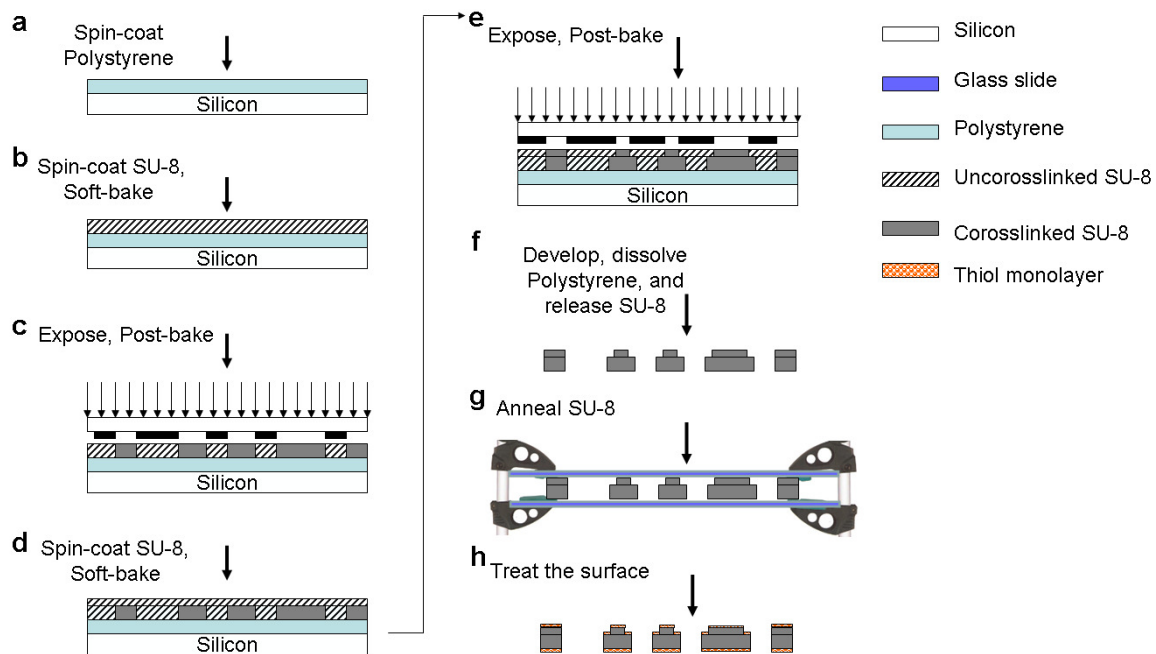 a
Spin-coat
Polystyrene
Silicon
b
Spin-coat SU-8,
Soft-bake
Silicon
c
Expose, Post-bake
Silicon
d
Spin-coat SU-8,
Soft-bake
Silicon
e
Expose, Post-bake
Silicon
f
Develop, dissolve
Polystyrene, and
release SU-8
g
Anneal SU-8
h
Treat the surface
Silicon
Glass slide
Polystyrene
Uncorosslinked SU-8
Corosslinked SU-8
Thiol monolayer